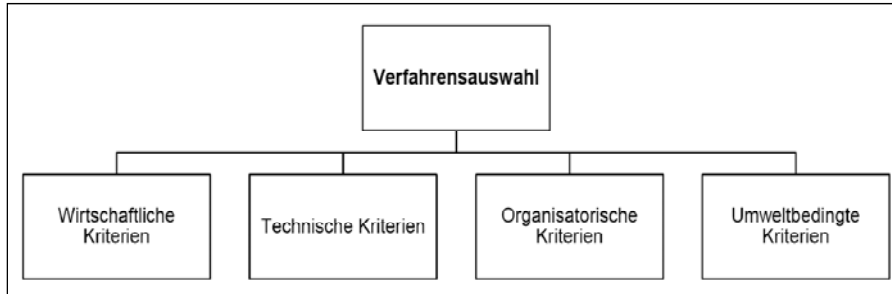 Verfahrensauswahl
Wirtschaftliche
Kriterien
Technische Kriterien
Organisatorische
Kriterien
Umweltbedingte
Kriterien